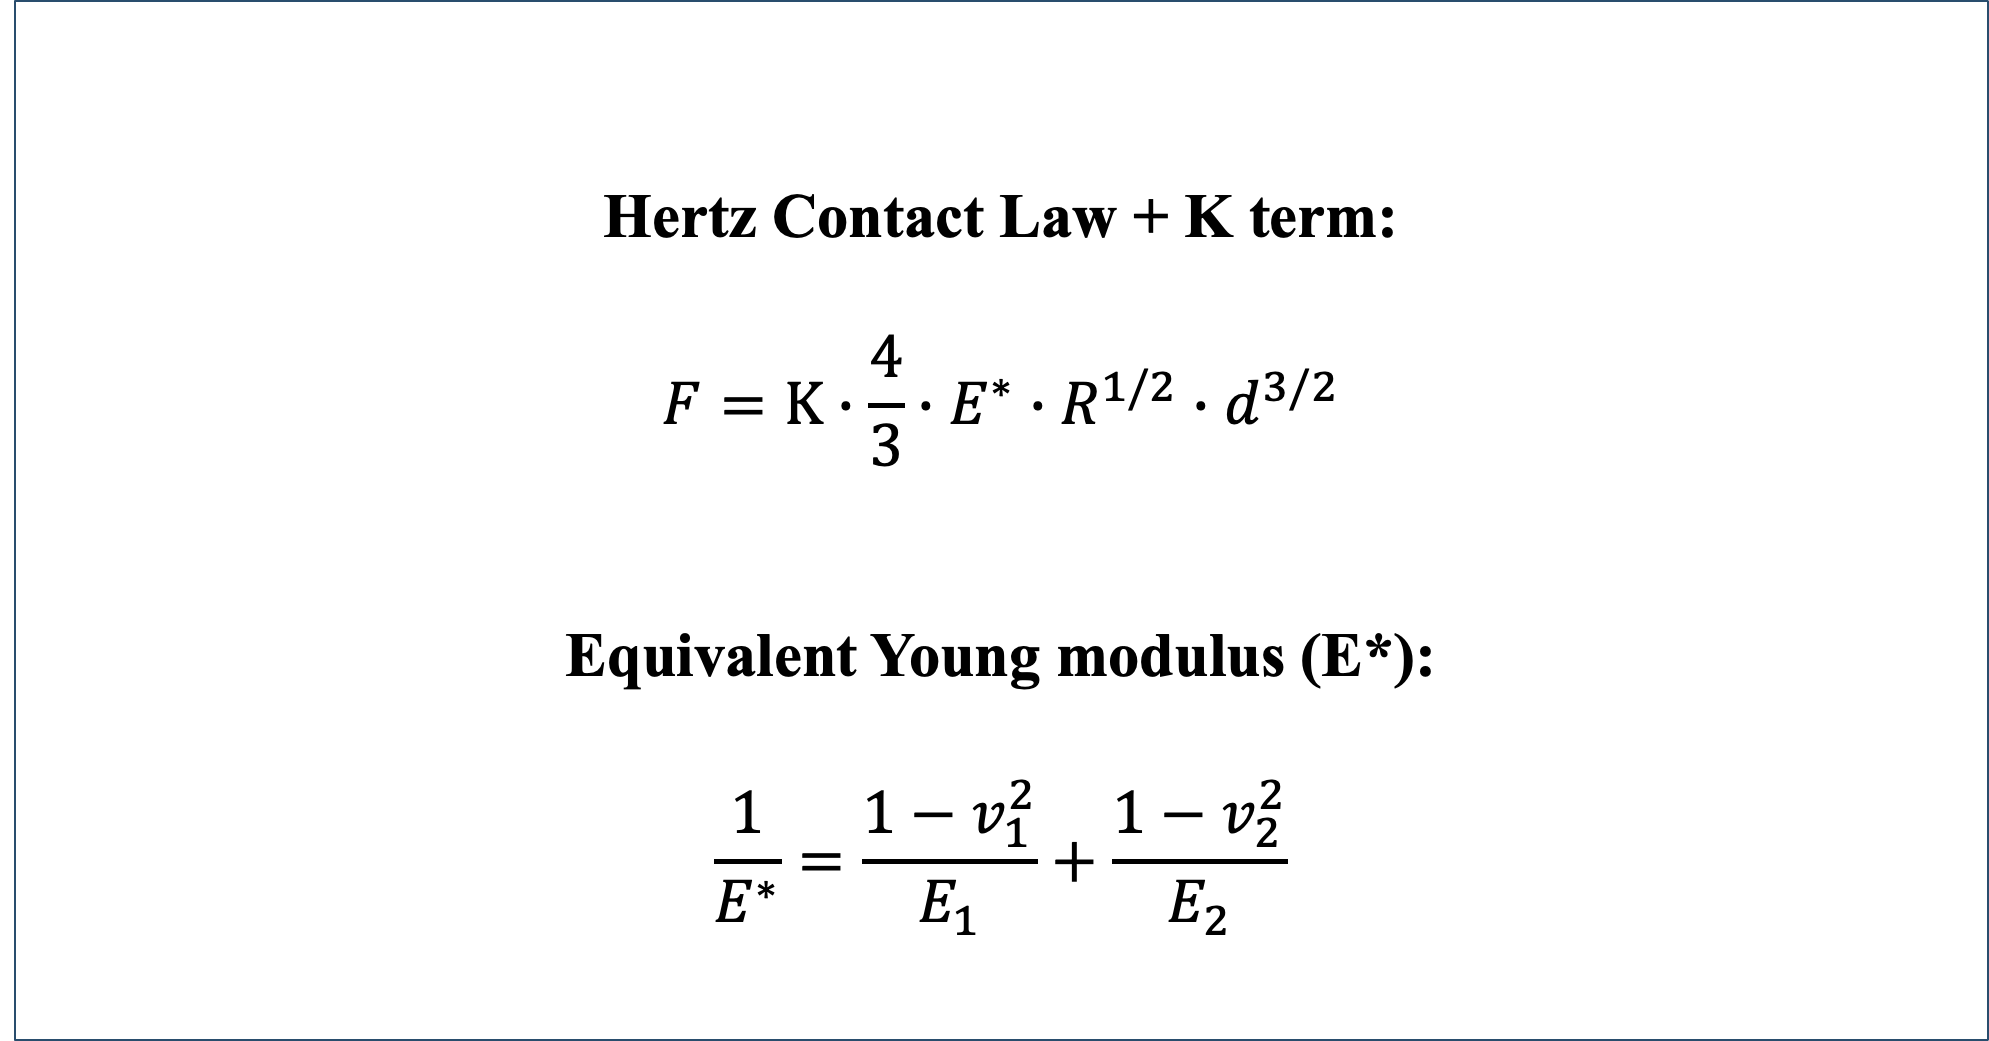 Hertz Contact Law + K term:
F = K · 4/3 · E* · R^1/2 · d^3/2
Equivalent Young modulus (E*):
1/E* = (1 − v₁²)/E₁ + (1 − v₂²)/E₂